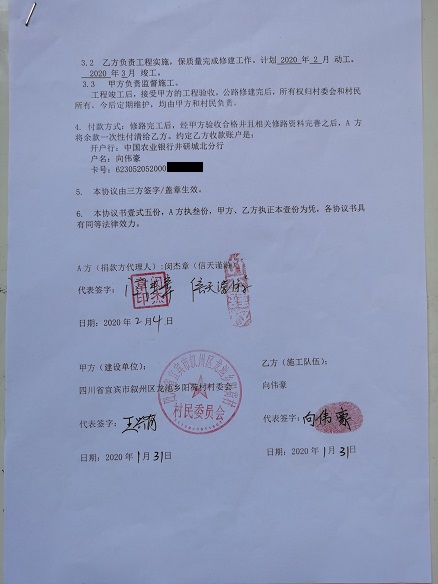 3.2 乙方负责工程实施，保质量完成修建工作。计划 2020 年 2 月 动工，
2020 年 3 月 竣工。
3.3 甲方负责监督施工。
工程竣工后，接受甲方的工程验收。公路修建完后，所有权归村委会和村民
所有。今后定期维护，均由甲方和村民负责。
4. 付款方式：修路完工后，经甲方验收合格并且相关修路资料完善之后，A 方
将余款一次性付清给乙方。约定乙方收款账户是：
开户行：中国农业银行井研城北分行
户名：向伟豪
卡号：623052052000
5. 本协议由三方签字/盖章生效。
6. 本协议书壹式五份，A 方执叁份，甲方、乙方执正本壹份为凭，各协议书具
有同等法律效力。
A 方（捐款方代理人）:闵杰章（信天谨
代表签字：
日期：2020 年 2 月 4 日
甲方（建设单位）：
四川省宜宾市叙州区龙池乡阳 村村委会
村民委员会
代表签字：
日期：2020 年 1 月 31 日
乙方（施工队伍）：
向伟豪
代表签字：向伟豪
日期：2020 年 1 月 31 日